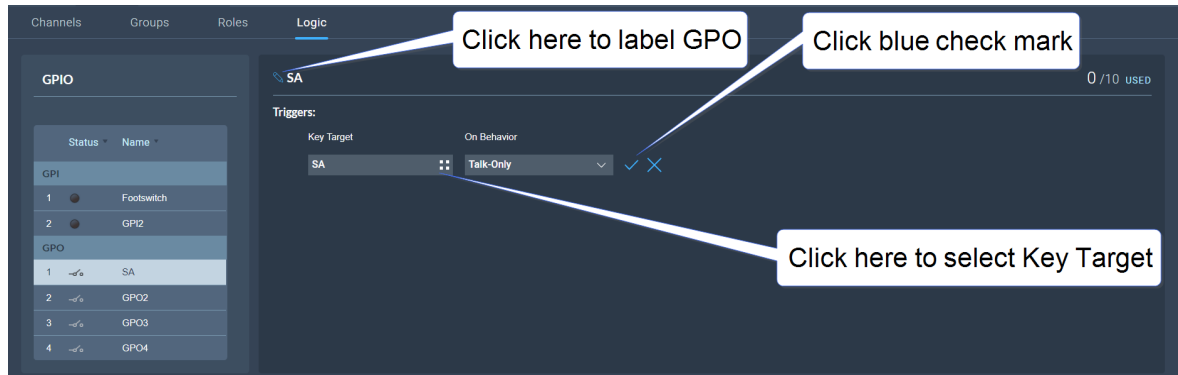 Channels Groups Roles Logic
Click here to label GPO
Click blue check mark
GPIO
SA
0 /10 USED
Triggers:
Key Target On Behavior
SA Talk-Only
Status Name
GPI
1 Footswitch
2 GPI2
GPO
1 SA
2 GPO2
3 GPO3
4 GPO4
Click here to select Key Target